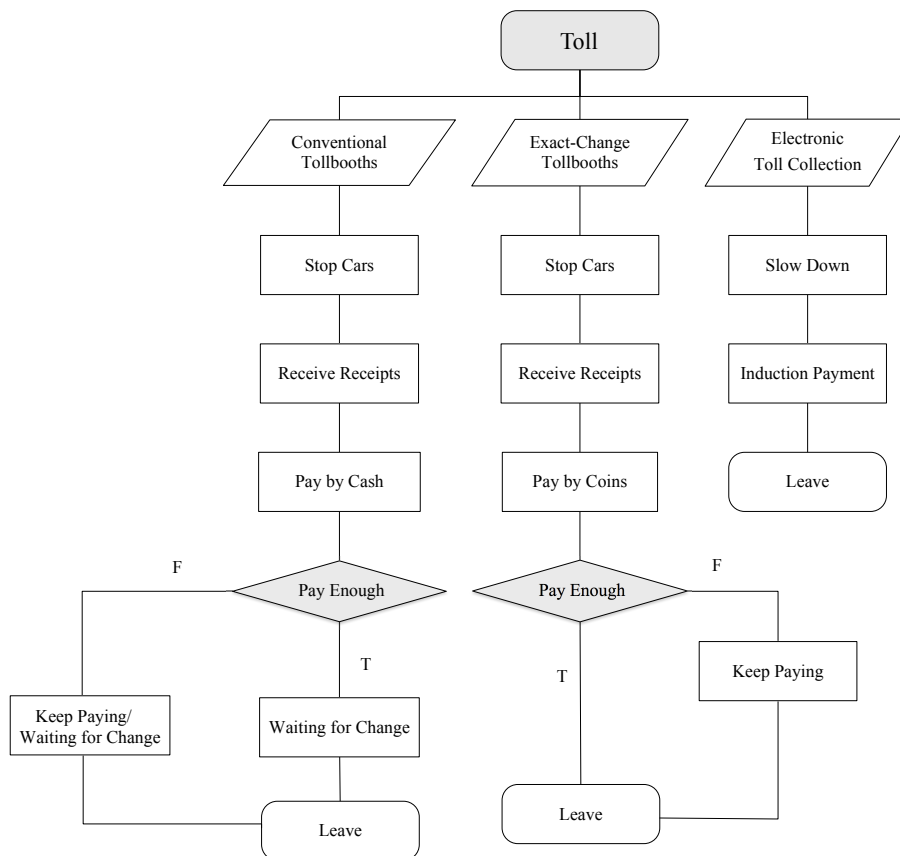 Toll
Conventional
Tollbooths
Exact-Change
Tollbooths
Electronic
Toll Collection
Stop Cars
Stop Cars
Slow Down
Receive Receipts
Receive Receipts
Induction Payment
Pay by Cash
Pay by Coins
Leave
F
Pay Enough
Pay Enough
F
T
T
Keep Paying
Keep Paying/
Waiting for Change
Waiting for Change
Leave
Leave